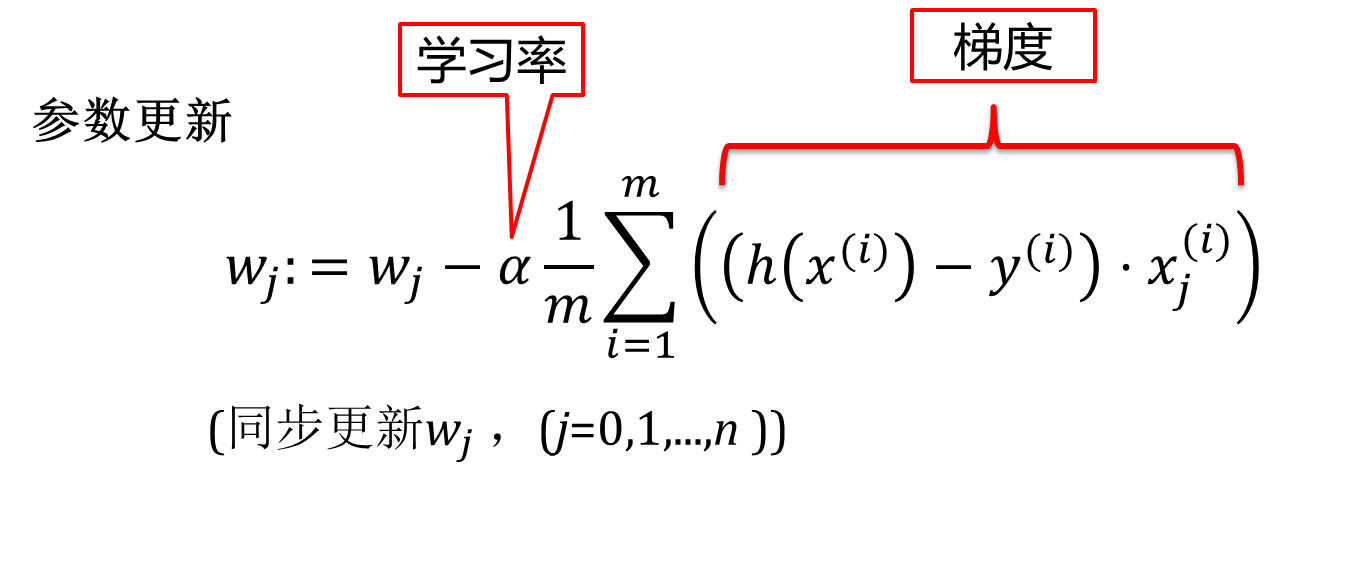 学习率
梯度
参数更新
$w_j := w_j - \alpha \frac{1}{m} \sum_{i=1}^{m} \left( \left( h\left(x^{(i)}\right) - y^{(i)} \right) \cdot x_j^{(i)} \right)$
(同步更新$w_j$ ，(j=0,1,...,n ))